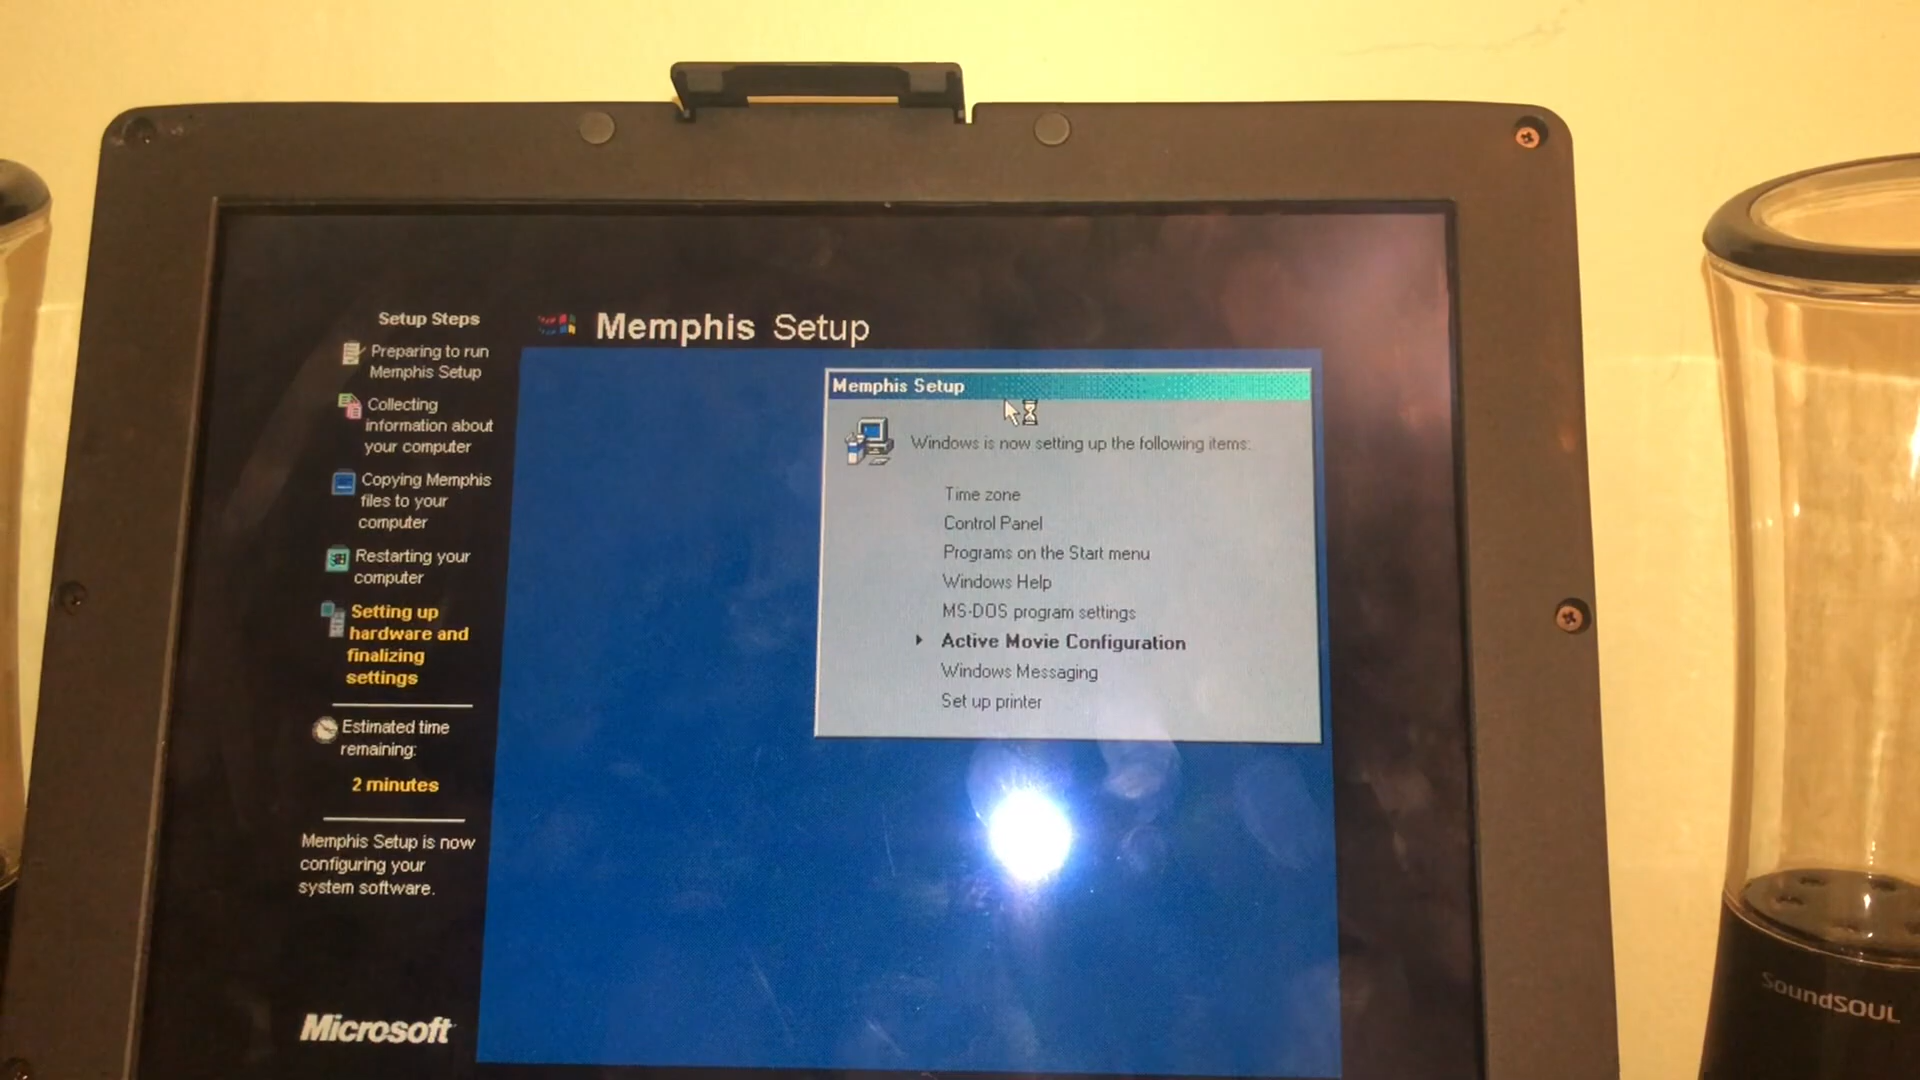 Setup Steps
Preparing to run
Memphis Setup
Collecting
information about
your computer
Copying Memphis
files to your
computer
Restarting your
computer
Setting up
hardware and
finalizing
settings
Estimated time
remaining:
2 minutes
Memphis Setup is now
configuring your
system software.
Microsoft
Memphis Setup
Memphis Setup
Windows is now setting up the following items:
Time zone
Control Panel
Programs on the Start menu
Windows Help
MS-DOS program settings
Active Movie Configuration
Windows Messaging
Set up printer
SoundSOUL